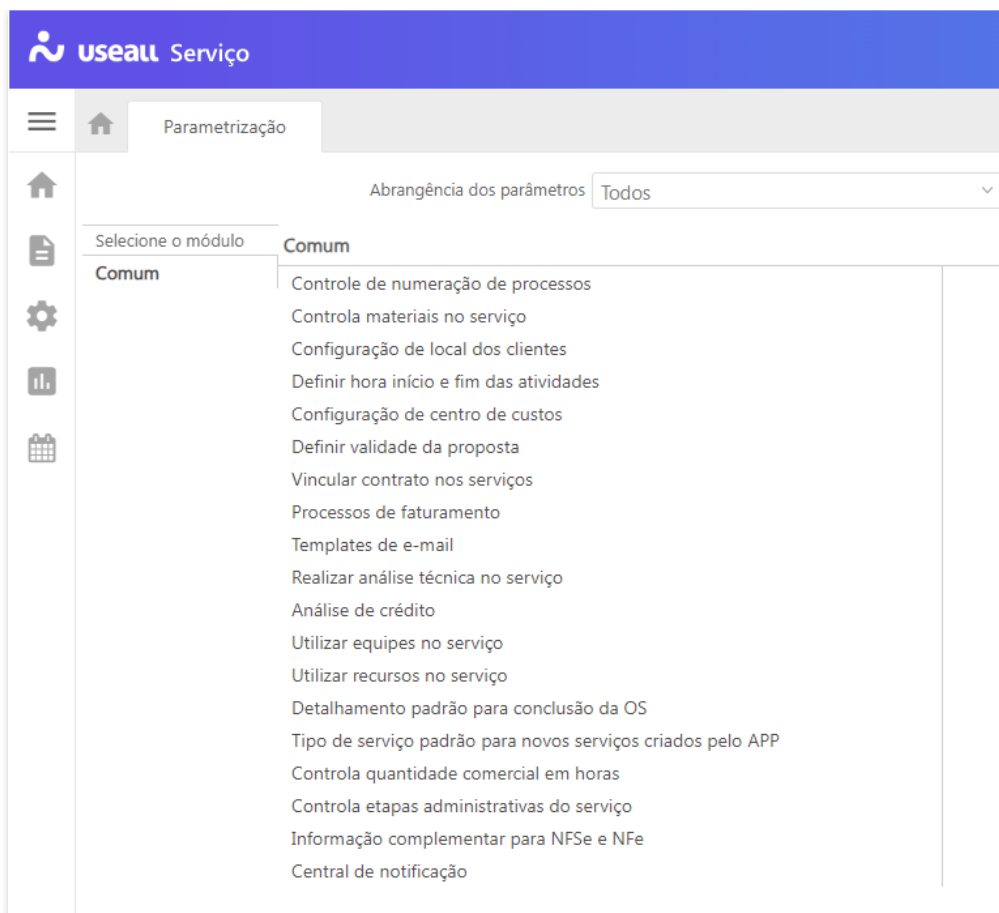 useall Serviço
Parametrização
Abrangência dos parâmetros Todos
Selecione o módulo
Comum
Comum
Controle de numeração de processos
Controla materiais no serviço
Configuração de local dos clientes
Definir hora início e fim das atividades
Configuração de centro de custos
Definir validade da proposta
Vincular contrato nos serviços
Processos de faturamento
Templates de e-mail
Realizar análise técnica no serviço
Análise de crédito
Utilizar equipes no serviço
Utilizar recursos no serviço
Detalhamento padrão para conclusão da OS
Tipo de serviço padrão para novos serviços criados pelo APP
Controla quantidade comercial em horas
Controla etapas administrativas do serviço
Informação complementar para NFSe e NFe
Central de notificação